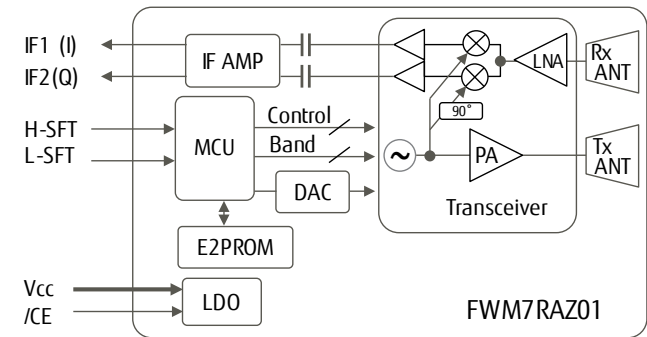 IF1 (I)
IF2(Q)
IF AMP
LNA
Rx
ANT
90°
H-SFT
L-SFT
MCU
Control
Band
DAC
PA
Tx
ANT
Transceiver
E2PROM
Vcc
/CE
LDO
FWM7RAZ01